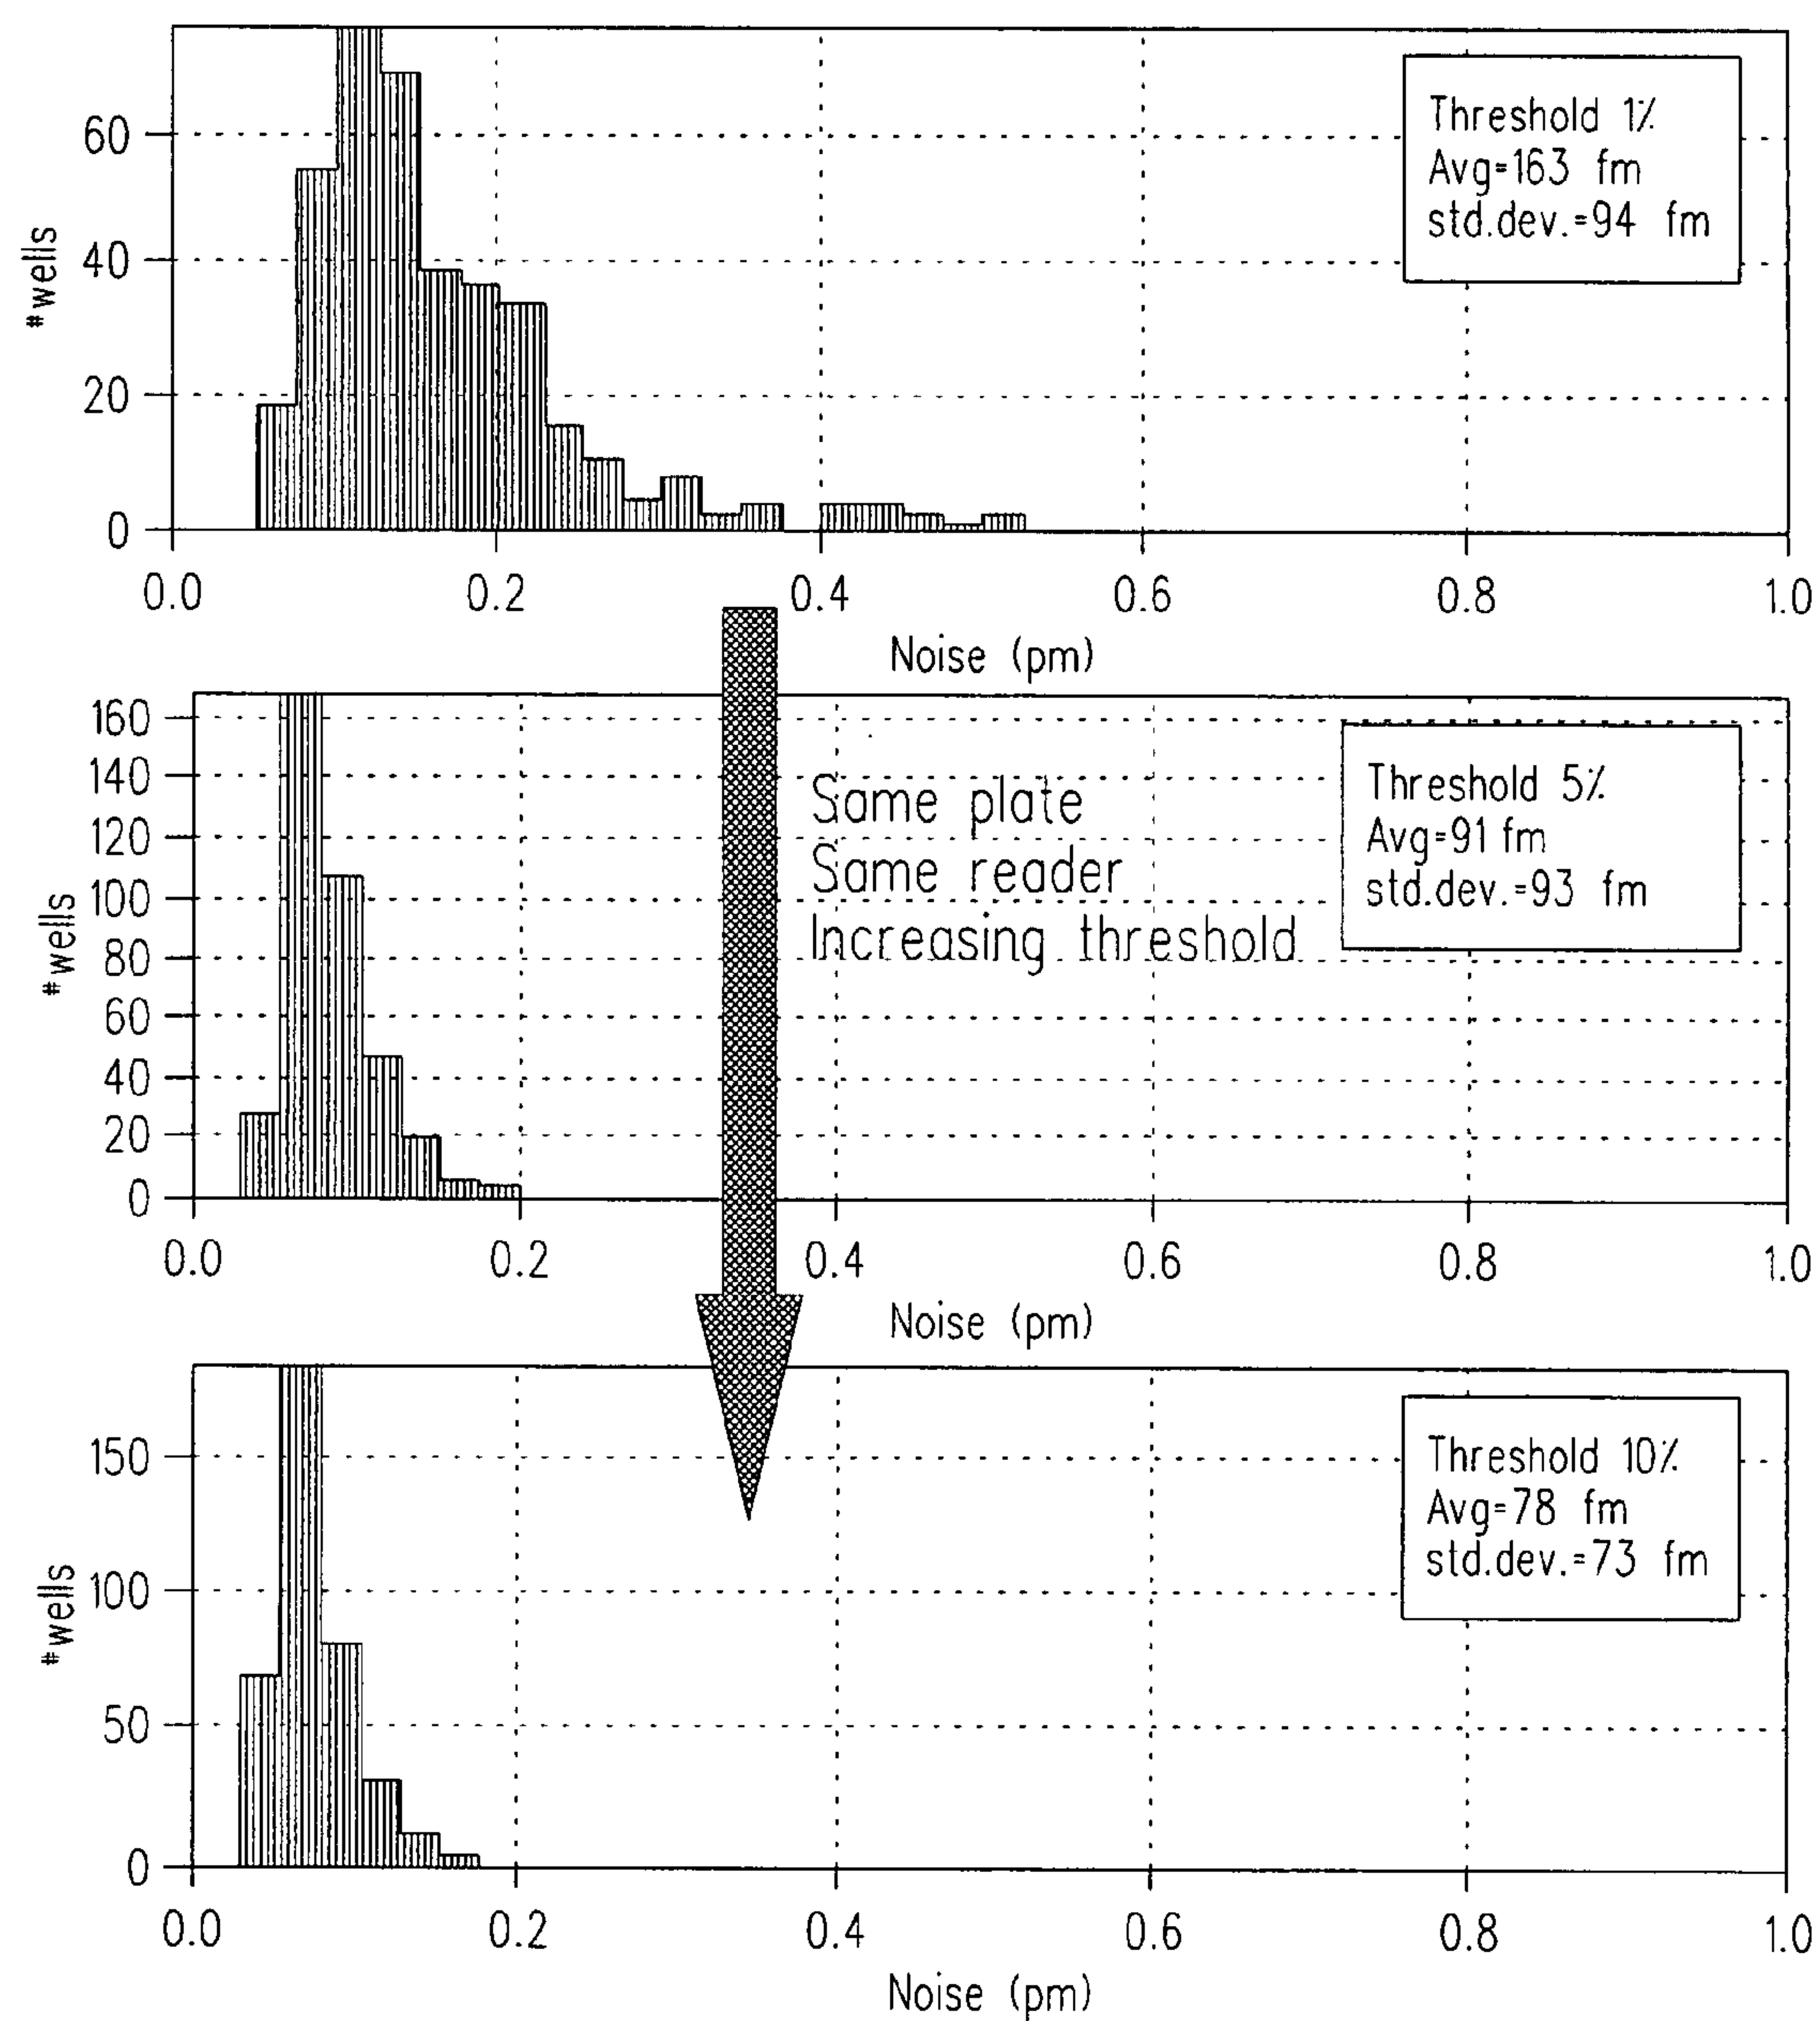 60
40
20
0
#wells
Threshold 1%
Avg=163 fm
std.dev.=94 fm
0.0 0.2 0.4 0.6 0.8 1.0
Noise (pm)
160
140
120
100
80
60
40
20
0
#wells
Same plate
Same reader
Increasing threshold
Threshold 5%
Avg=91 fm
std.dev.=93 fm
0.0 0.2 0.4 0.6 0.8 1.0
Noise (pm)
150
100
50
0
#wells
Threshold 10%
Avg=78 fm
std.dev.=73 fm
0.0 0.2 0.4 0.6 0.8 1.0
Noise (pm)